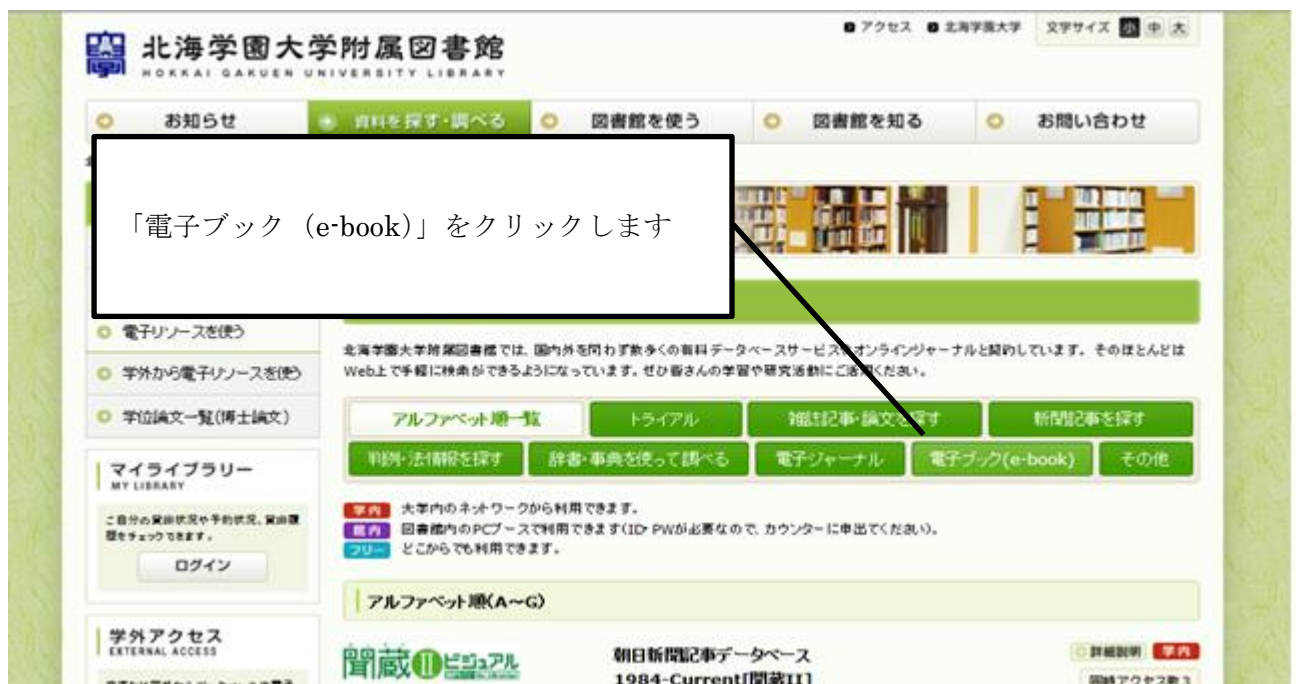 北海学園大学附属図書館
HOKKAI GAKUEN UNIVERSITY LIBRARY
アクセス 北海学園大学 文字サイズ 小 中 大
お知らせ 資料を探す・調べる 図書館を使う 図書館を知る お問い合わせ
「電子ブック（e-book）」をクリックします
電子リソースを使う
学外から電子リソースを使う
学位論文一覧(博士論文)
マイライブラリー
MY LIBRARY
ご自分の貸出状況や予約状況、貸出履
歴をチェックできます。
ログイン
学外アクセス
EXTERNAL ACCESS
北海学園大学附属図書館では、国内外を問わず数多くの有料データベースサービスやオンラインジャーナルと契約しています。そのほとんどは
Web上で手軽に検索ができるようになっています。ぜひ皆さんの学習や研究活動にご活用ください。
アルファベット順一覧 トライアル 雑誌記事・論文を探す 新聞記事を探す
判例・法情報を探す 辞書・事典を使って調べる 電子ジャーナル 電子ブック(e-book) その他
学内 大学内のネットワークから利用できます。
館内 図書館内のPCブースで利用できます(ID・PWが必要なので、カウンターに申出てください)。
フリー どこからでも利用できます。
アルファベット順(A～G)
聞蔵IIビジュアル
朝日新聞記事データベース
1984-Current[聞蔵II]
詳細説明 学内
同時アクセス数3